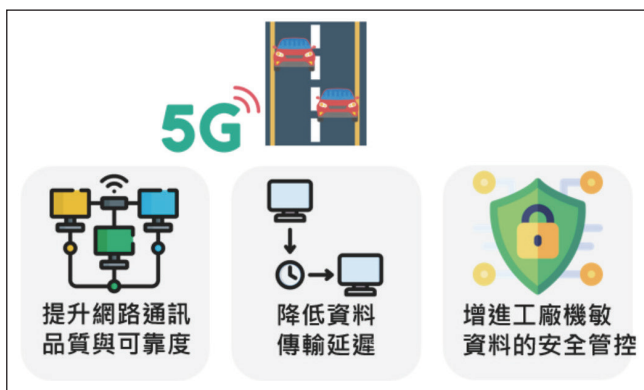 5G
提升網路通訊
品質與可靠度
降低資料
傳輸延遲
增進工廠機敏
資料的安全管控